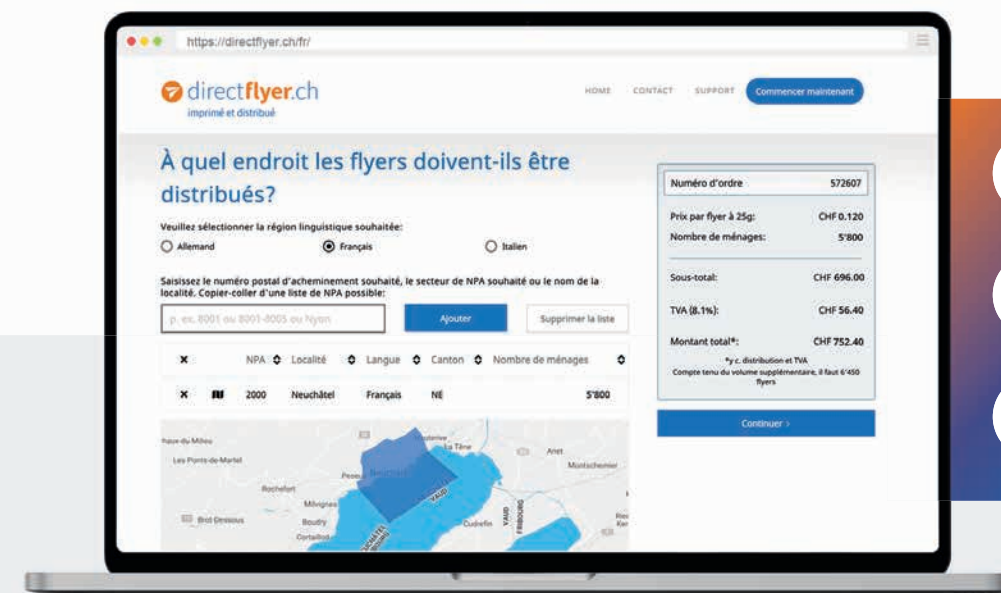 https://directflyer.ch/fr/
directflyer.ch
imprimé et distribué
HOME CONTACT SUPPORT Commencer maintenant
À quel endroit les flyers doivent-ils être
distribués?
Veuillez sélectionner la région linguistique souhaitée:
Allemand Français Italien
Saisissez le numéro postal d'acheminement souhaité, le secteur de NPA souhaité ou le nom de la
localité. Copier-coller d'une liste de NPA possible:
p. ex. 8001 ou 8001-8005 ou Nyon
Ajouter
Supprimer la liste
NPA Localité Langue Canton Nombre de ménages
2000 Neuchâtel Français NE 5'800
Numéro d'ordre 572607
Prix par flyer à 25g: CHF 0.120
Nombre de ménages: 5'800
Sous-total: CHF 696.00
TVA (8.1%): CHF 56.40
Montant total*: CHF 752.40
*y c. distribution et TVA
Compte tenu du volume supplémentaire, il faut 6'450
flyers
Continuer >
La Tène
Les Ponts-de-Martel
Anet
Montschemier
Rochefort
Milvignes
VAUD
Brot-Dessous
Boudry
Cudrefin
VAUD
FRIBOURG
Cortaillod